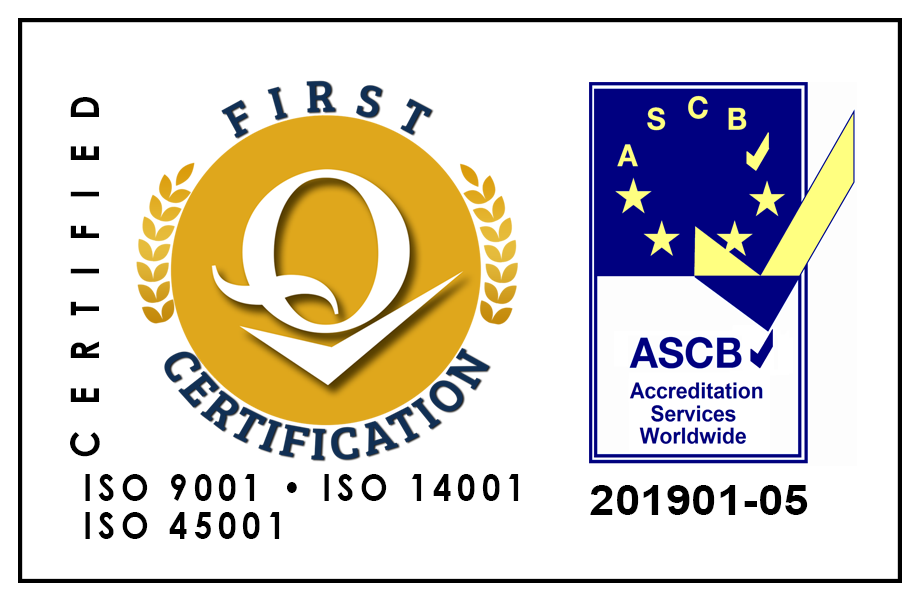 CERTIFIED
FIRST
Q
CERTIFICATION
ISO 9001 • ISO 14001
ISO 45001
A S C B
ASCB
Accreditation
Services
Worldwide
201901-05